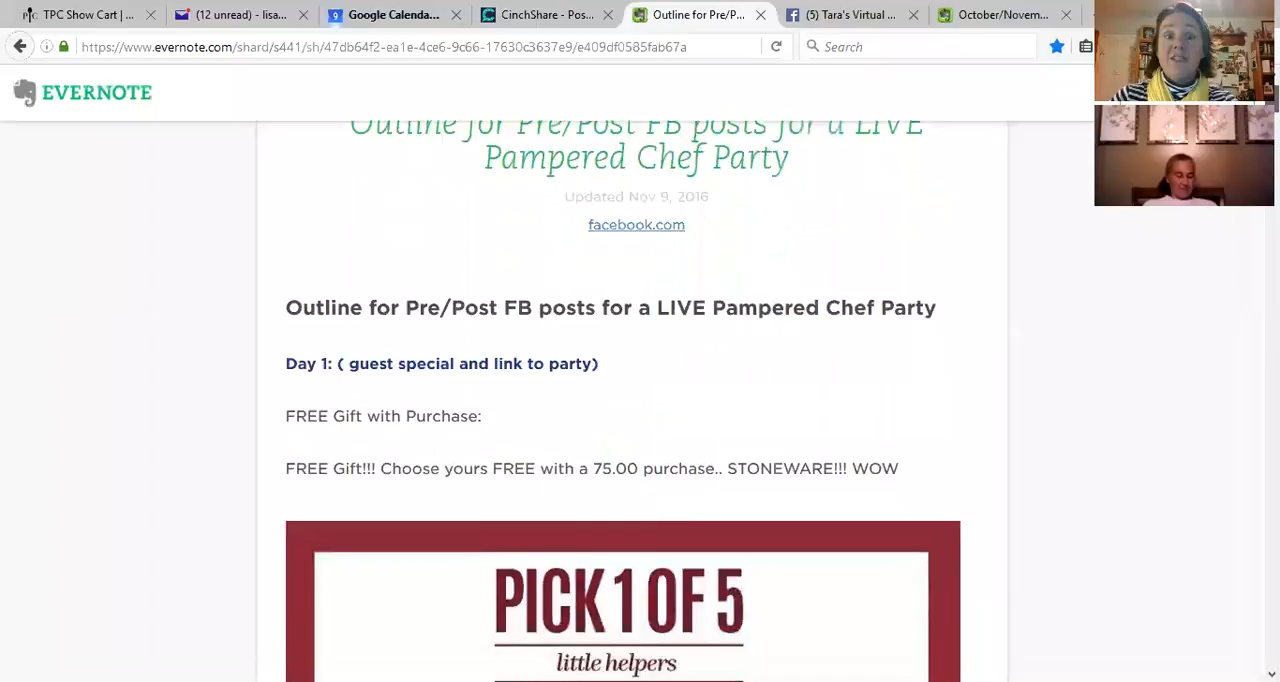 TPC Show Cart | ...
(12 unread) - lisa...
Google Calenda...
CinchShare - Pos...
Outline for Pre/P...
(5) Tara's Virtual ...
October/Novem...
https://www.evernote.com/shard/s441/sh/47db64f2-ea1e-4ce6-9c66-17630c3637e9/e409df0585fab67a
Search
EVERNOTE
Outline for Pre/Post FB posts for a LIVE
Pampered Chef Party
Updated Nov 9, 2016
facebook.com
Outline for Pre/Post FB posts for a LIVE Pampered Chef Party
Day 1: ( guest special and link to party)
FREE Gift with Purchase:
FREE Gift!!! Choose yours FREE with a 75.00 purchase.. STONEWARE!!! WOW
PICK 1 OF 5
little helpers